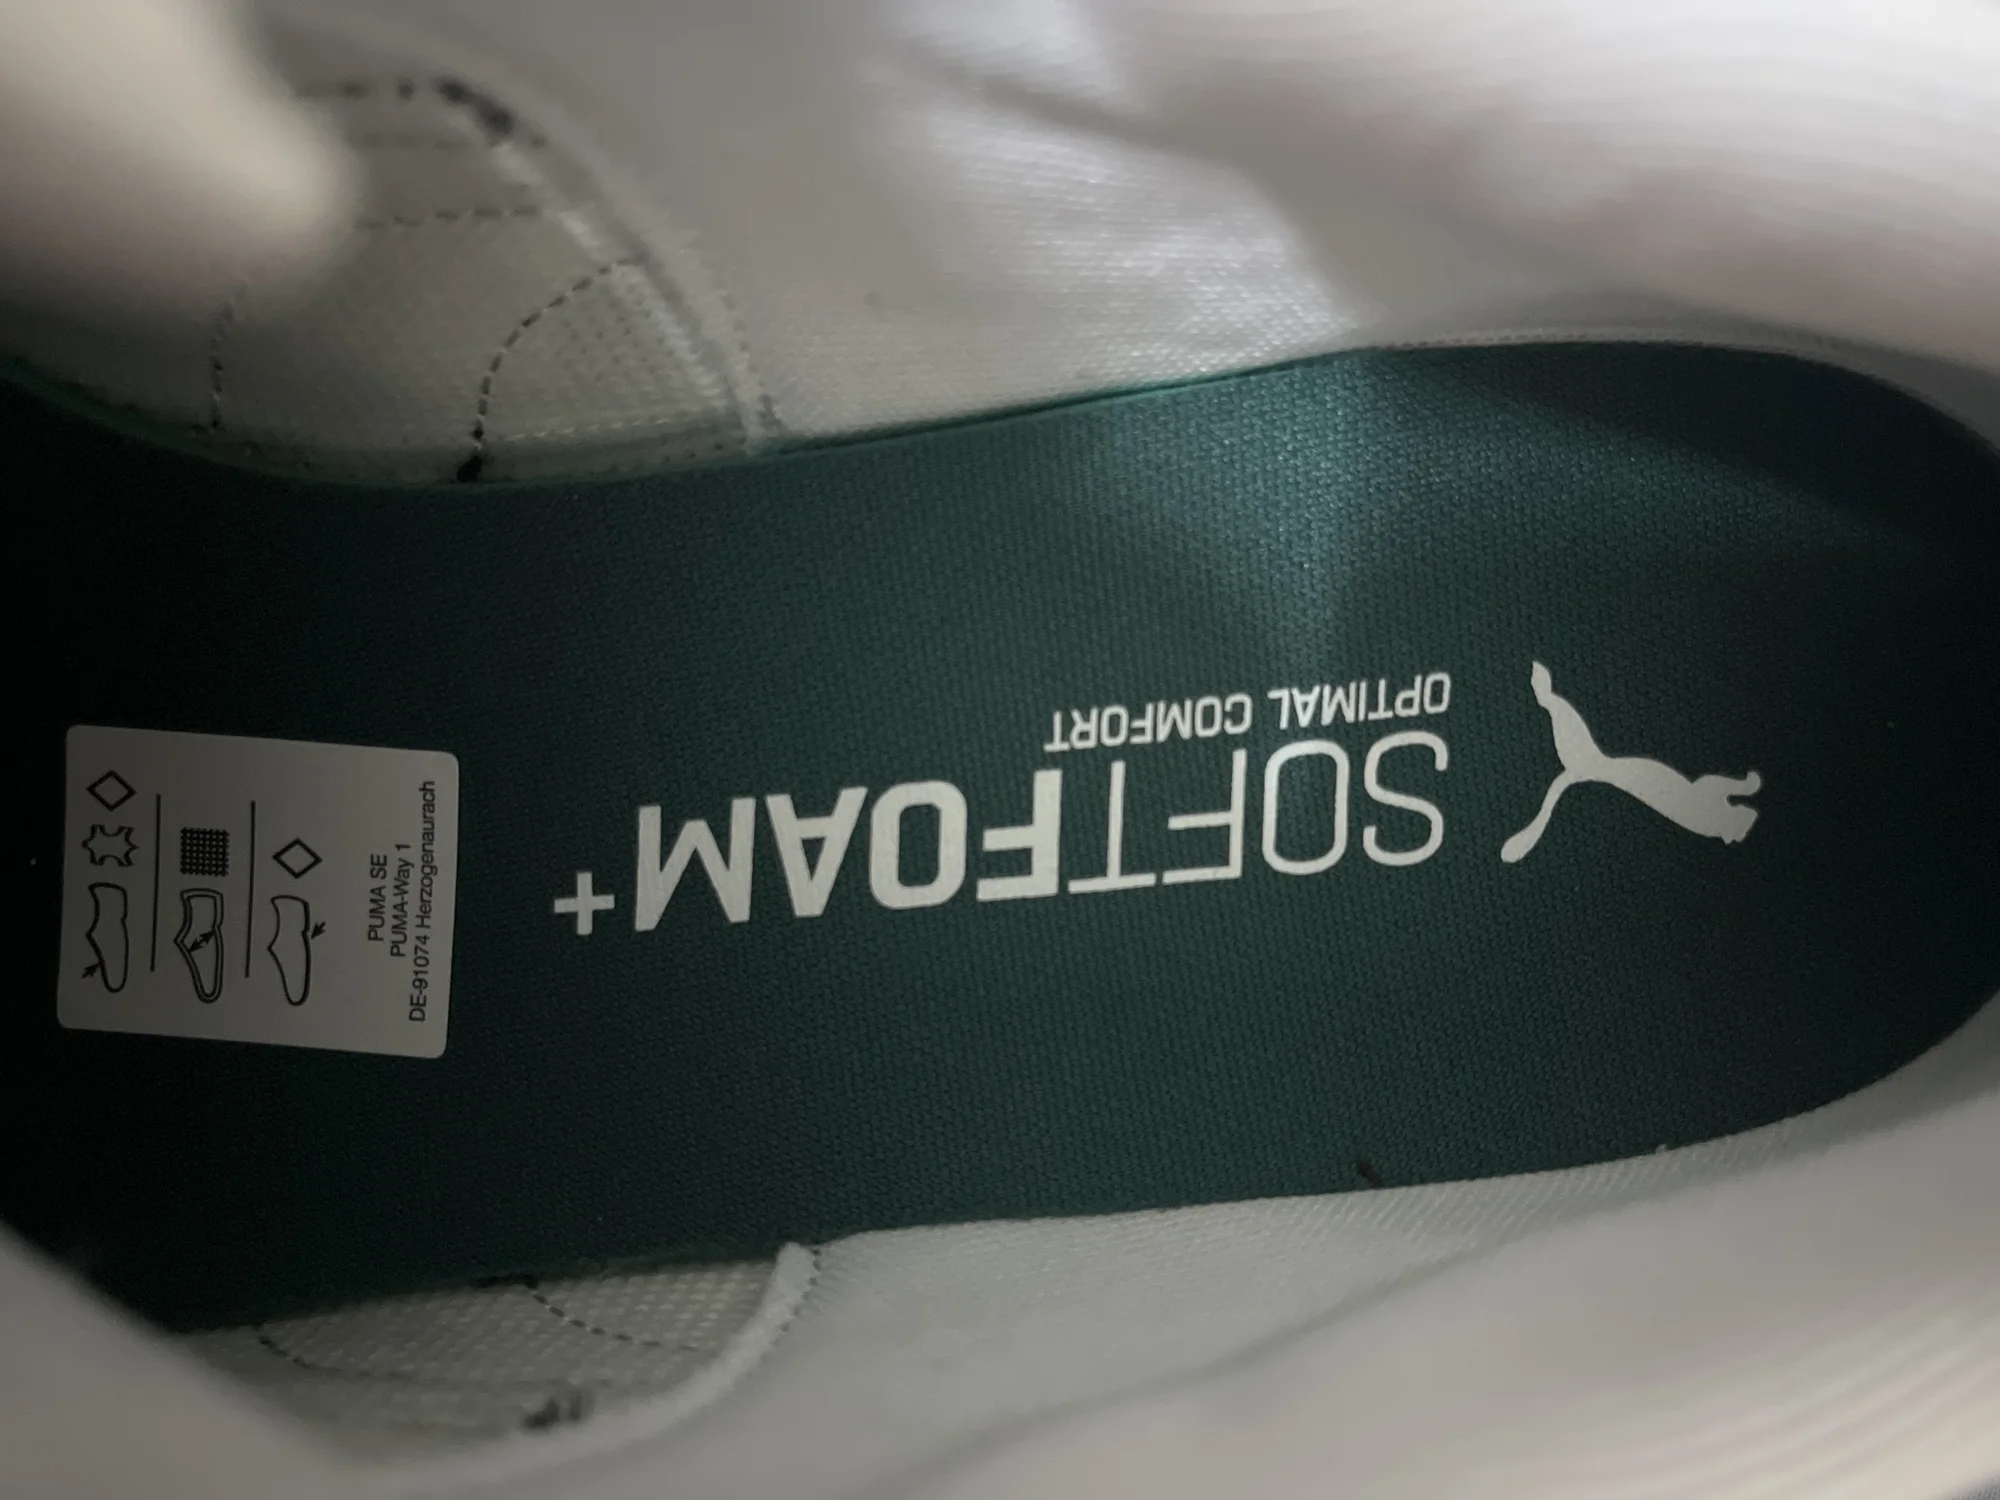 OPTIMAL COMFORT
SOFTFOAM+
PUMA SE
PUMA-Way 1
DE-91074 Herzogenaurach